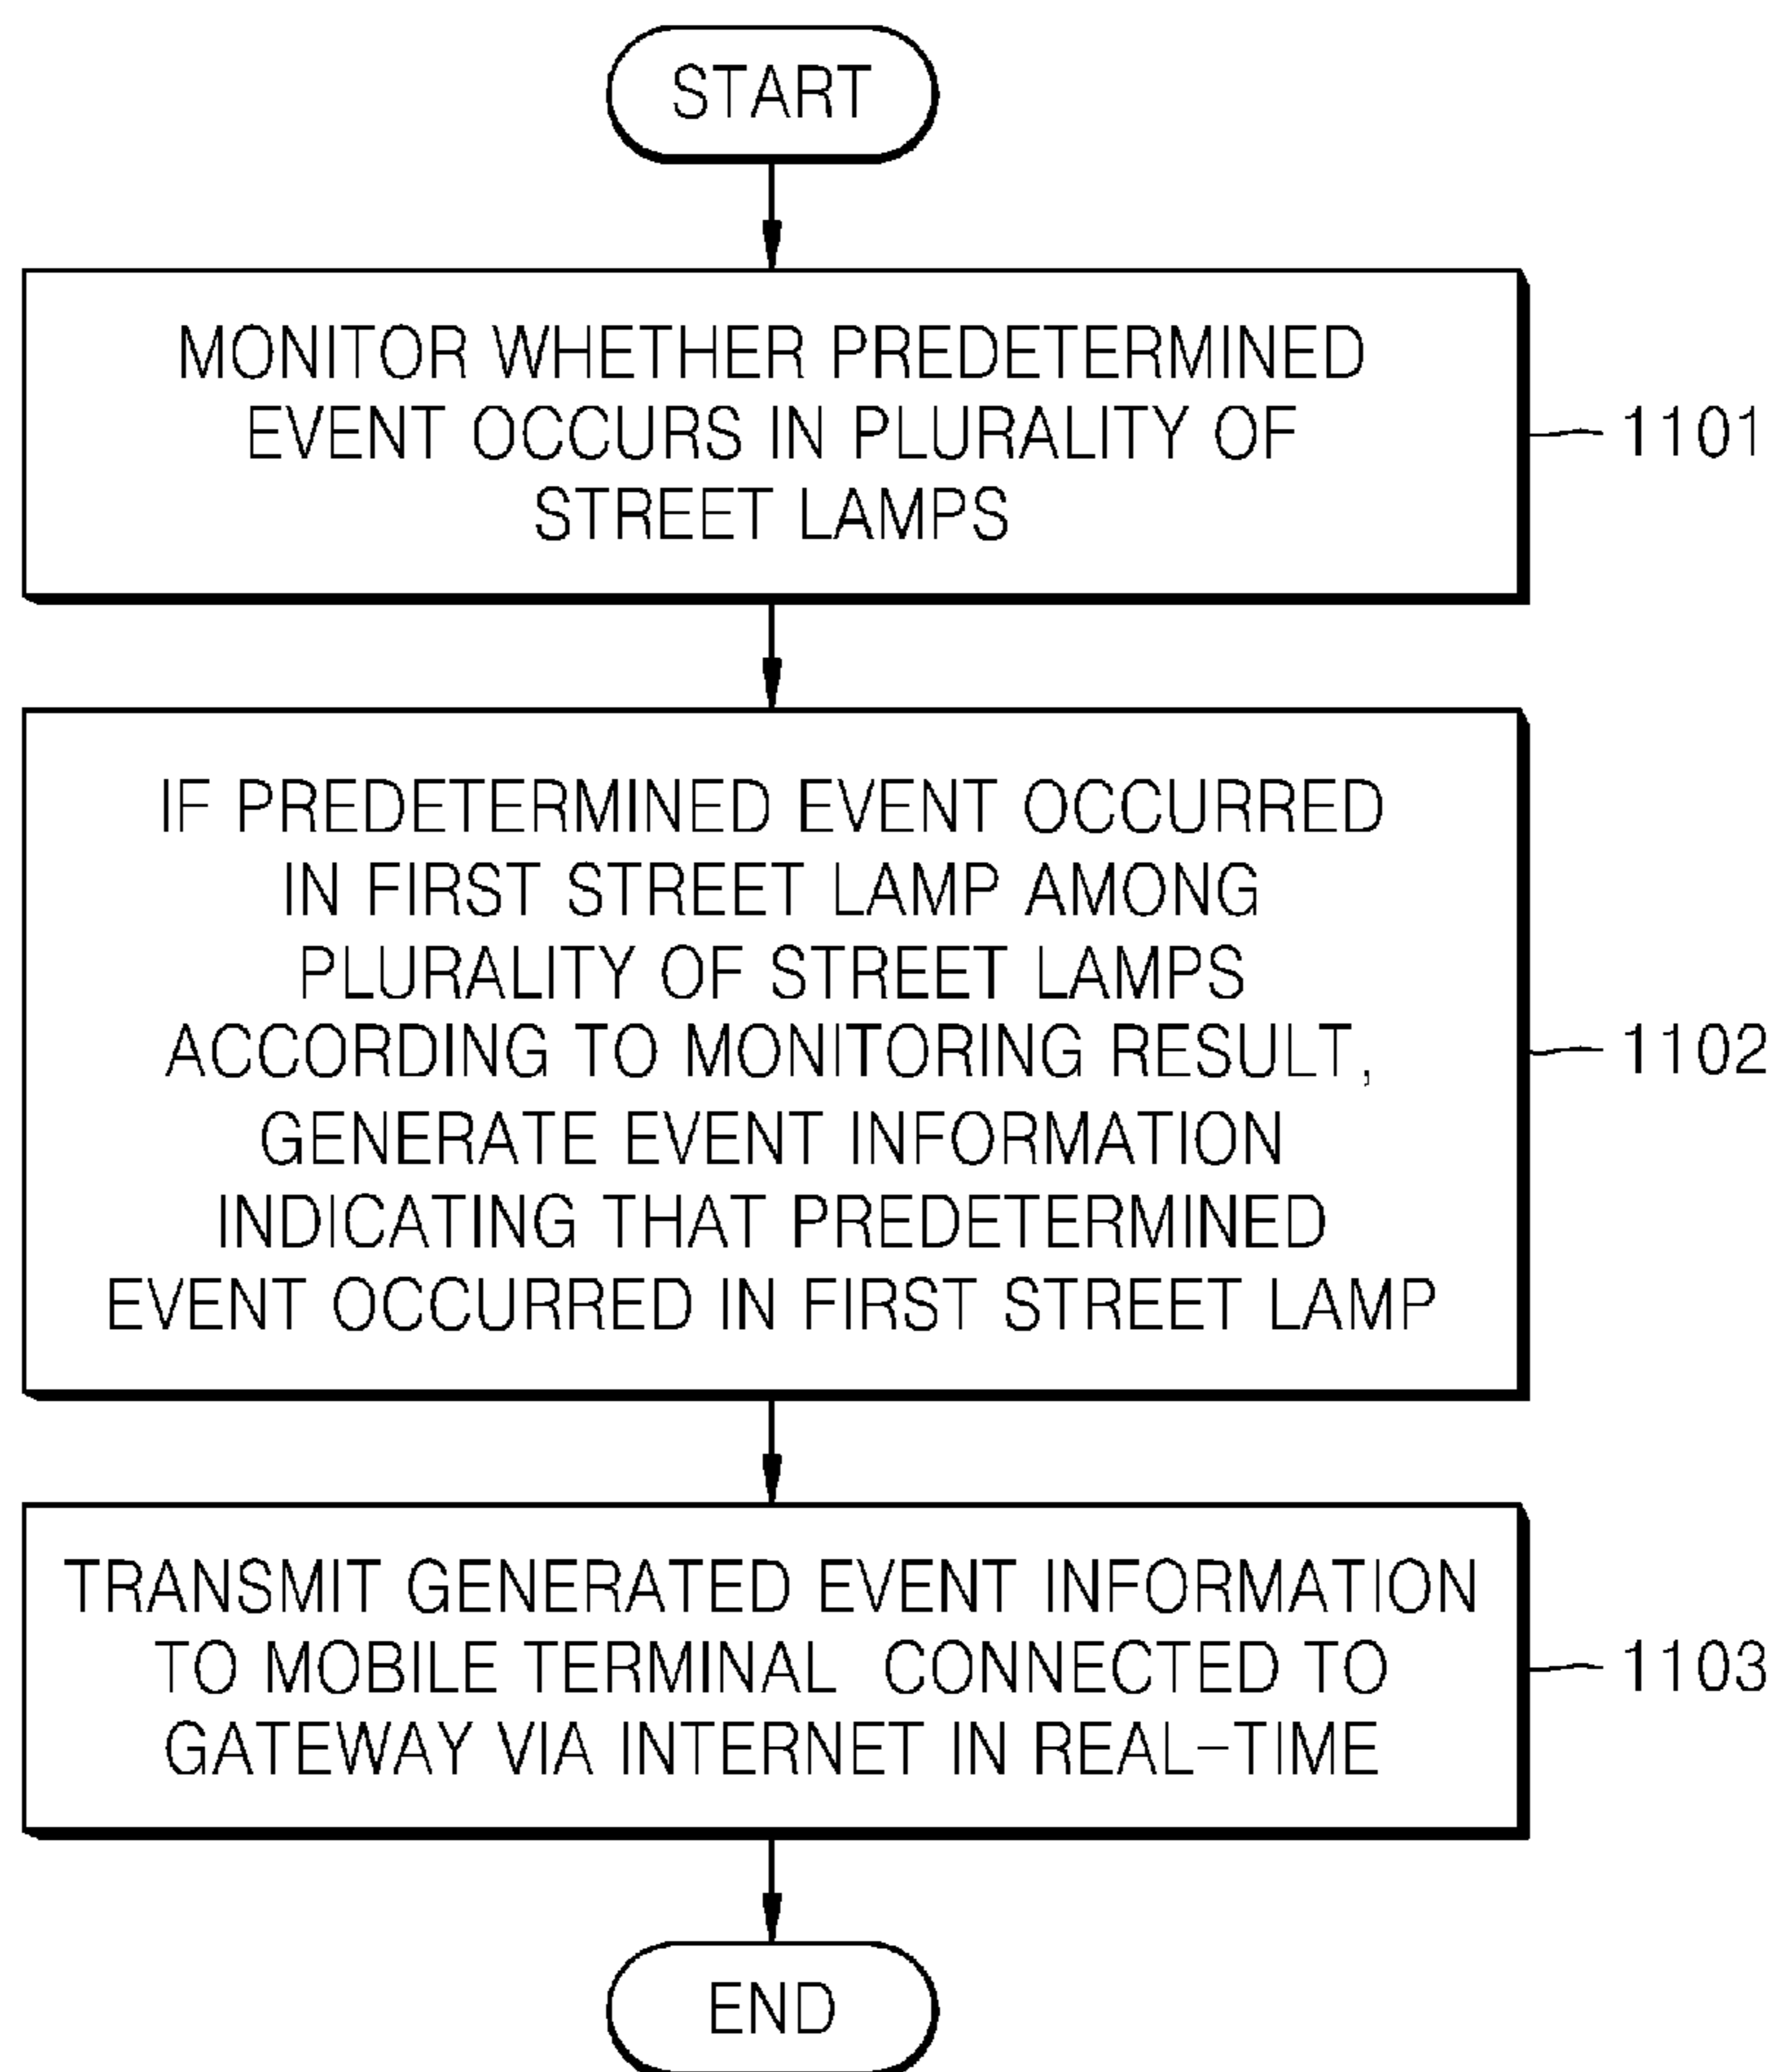 START
MONITOR WHETHER PREDETERMINED
EVENT OCCURS IN PLURALITY OF
STREET LAMPS
1101
IF PREDETERMINED EVENT OCCURRED
IN FIRST STREET LAMP AMONG
PLURALITY OF STREET LAMPS
ACCORDING TO MONITORING RESULT,
GENERATE EVENT INFORMATION
INDICATING THAT PREDETERMINED
EVENT OCCURRED IN FIRST STREET LAMP
1102
TRANSMIT GENERATED EVENT INFORMATION
TO MOBILE TERMINAL CONNECTED TO
GATEWAY VIA INTERNET IN REAL-TIME
1103
END